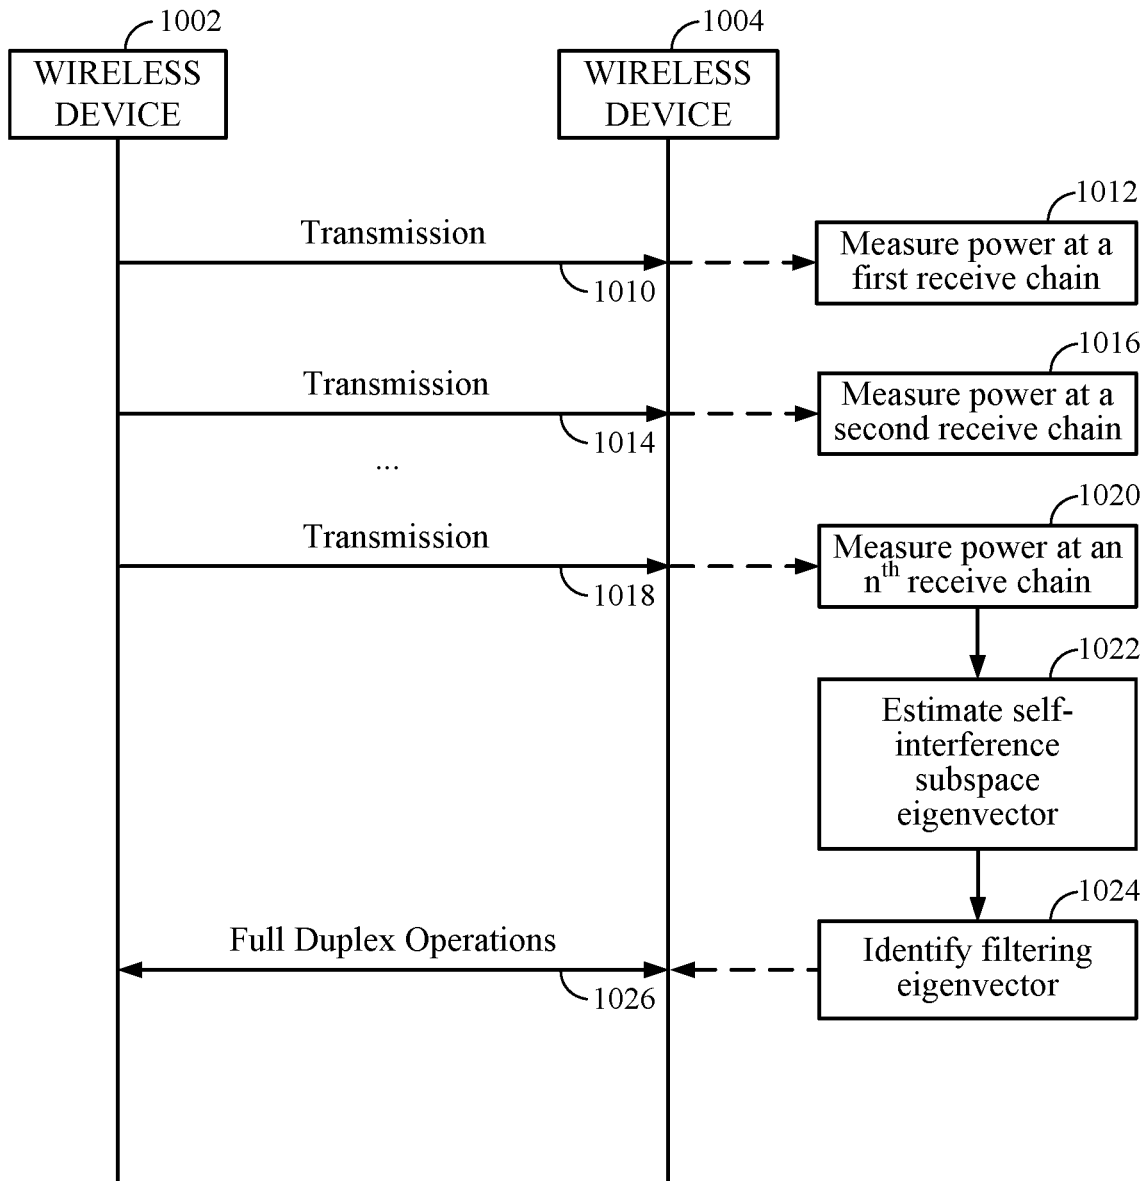 1002
1004
WIRELESS
DEVICE
WIRELESS
DEVICE
1012
Transmission
Measure power at a
first receive chain
1010
1016
Transmission
Measure power at a
second receive chain
1014
...
1020
Transmission
Measure power at an
nth receive chain
1018
1022
Estimate self-
interference
subspace
eigenvector
1024
Full Duplex Operations
Identify filtering
eigenvector
1026